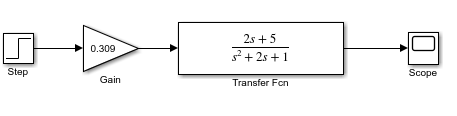 0.309
2s + 5
s² + 2s + 1
Step
Gain
Transfer Fcn
Scope